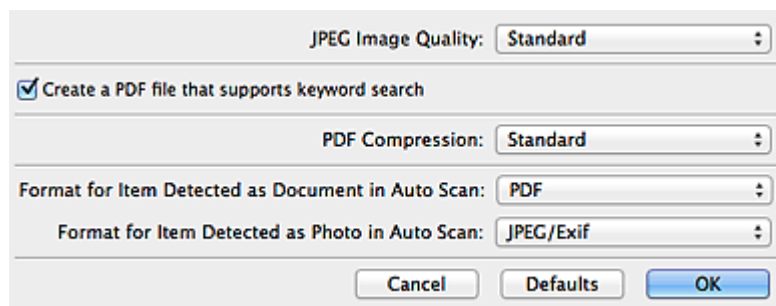 JPEG Image Quality: Standard
Create a PDF file that supports keyword search
PDF Compression: Standard
Format for Item Detected as Document in Auto Scan: PDF
Format for Item Detected as Photo in Auto Scan: JPEG/Exif
Cancel Defaults OK